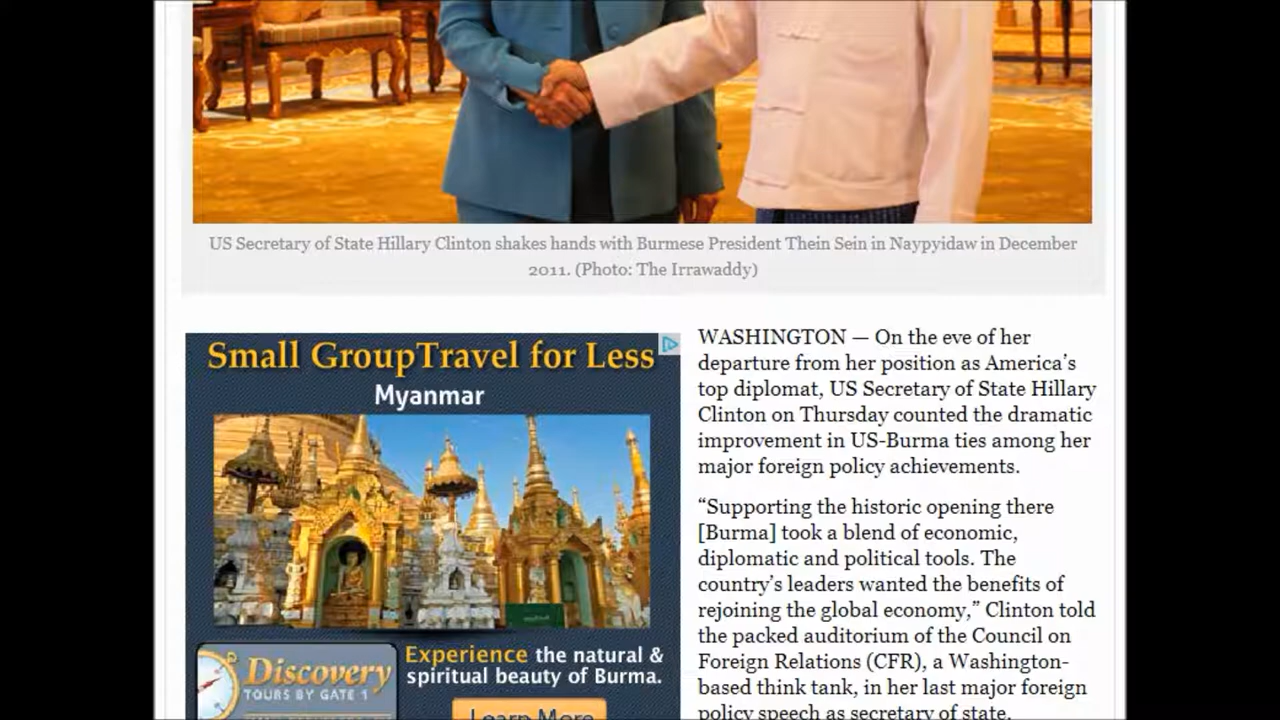 US Secretary of State Hillary Clinton shakes hands with Burmese President Thein Sein in Naypyidaw in December
2011. (Photo: The Irrawaddy)
Small GroupTravel for Less
Myanmar
Experience the natural &
spiritual beauty of Burma.
Discovery
TOURS BY GATE 1
Learn More
WASHINGTON — On the eve of her
departure from her position as America’s
top diplomat, US Secretary of State Hillary
Clinton on Thursday counted the dramatic
improvement in US-Burma ties among her
major foreign policy achievements.
“Supporting the historic opening there
[Burma] took a blend of economic,
diplomatic and political tools. The
country’s leaders wanted the benefits of
rejoining the global economy,” Clinton told
the packed auditorium of the Council on
Foreign Relations (CFR), a Washington-
based think tank, in her last major foreign
policy speech as secretary of state.